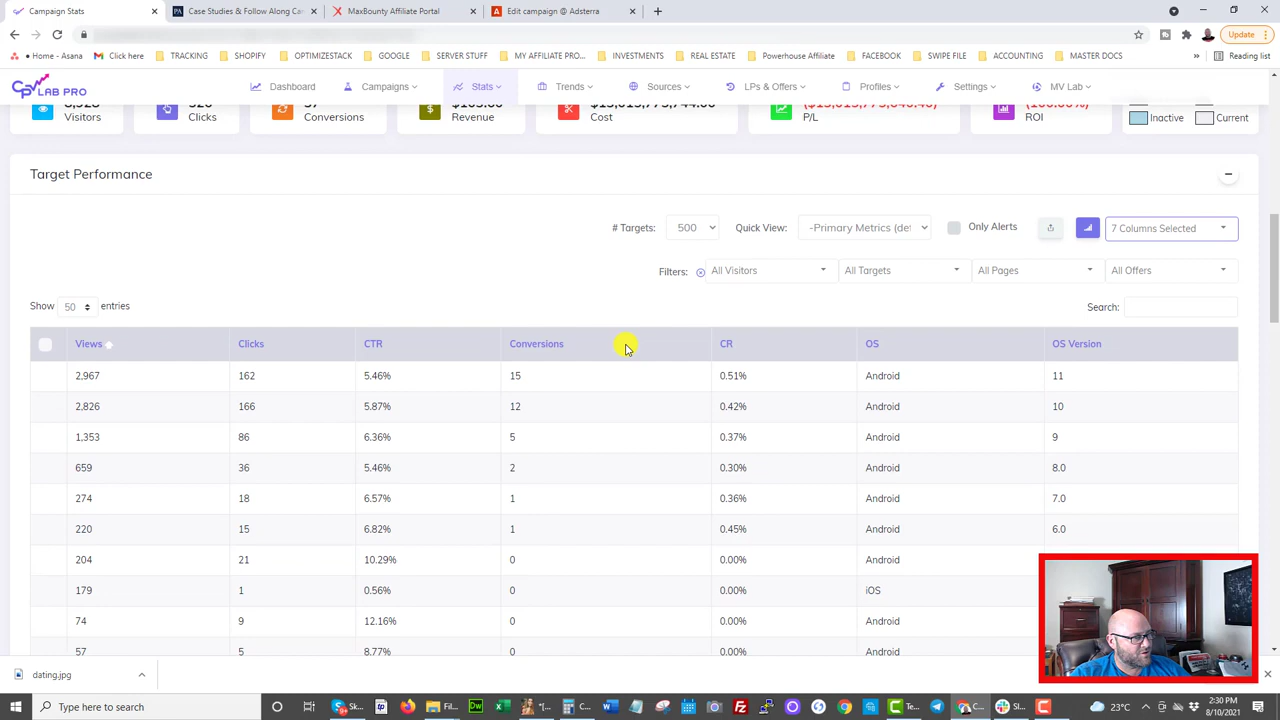 Campaign Stats
Case Studies & Follow Along Ca
MaxBounty Affiliate Portal
Edit campaign @ Adsterra
Update
Home - Asana
Click here
TRACKING
SHOPIFY
OPTIMIZESTACK
GOOGLE
SERVER STUFF
MY AFFILIATE PRO...
INVESTMENTS
REAL ESTATE
Powerhouse Affiliate
FACEBOOK
SWIPE FILE
ACCOUNTING
MASTER DOCS
»
Reading list
CPV LAB PRO
Dashboard
Campaigns
Stats
Trends
Sources
LPs & Offers
Profiles
Settings
MV Lab
Visitors
Clicks
Conversions
Revenue
Cost
P/L
ROI
Inactive
Current
Target Performance
# Targets: 500 Quick View: -Primary Metrics (def Only Alerts 7 Columns Selected
Filters: All Visitors All Targets All Pages All Offers
Show 50 entries
Search:
Views Clicks CTR Conversions CR OS OS Version
2,967 162 5.46% 15 0.51% Android 11
2,826 166 5.87% 12 0.42% Android 10
1,353 86 6.36% 5 0.37% Android 9
659 36 5.46% 2 0.30% Android 8.0
274 18 6.57% 1 0.36% Android 7.0
220 15 6.82% 1 0.45% Android 6.0
204 21 10.29% 0 0.00% Android
179 1 0.56% 0 0.00% iOS
74 9 12.16% 0 0.00% Android
57 5 8.77% 0 0.00% Android
dating.jpg
Type here to search
Sk...
Fil...
T...
Te...
C...
Sl...
23°C
2:30 PM
8/10/2021